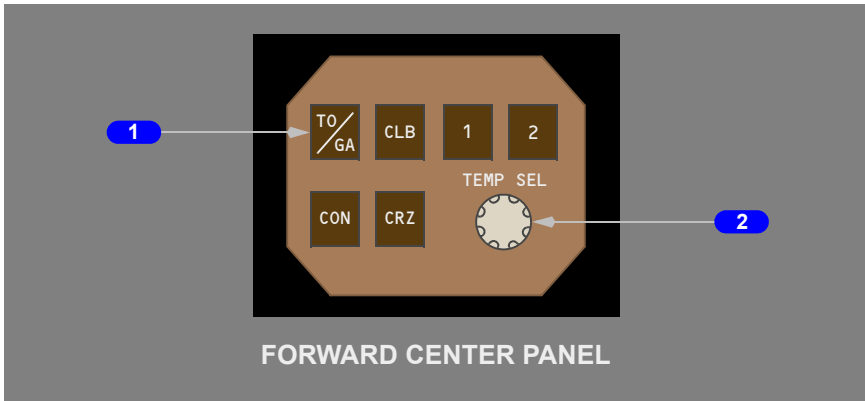 TO/GA CLB 1 2
1
TEMP SEL
CON CRZ
2
FORWARD CENTER PANEL